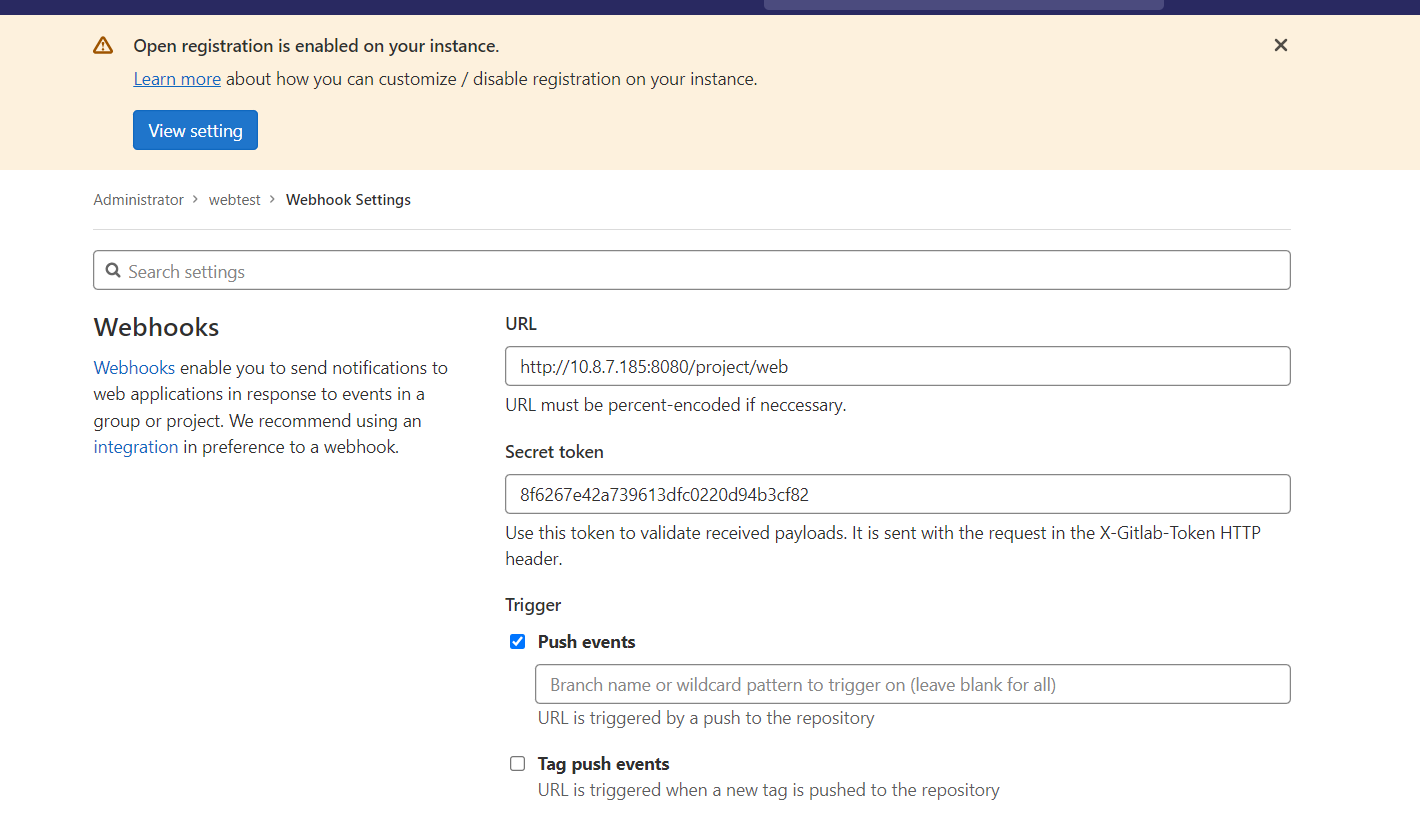 Open registration is enabled on your instance.
Learn more about how you can customize / disable registration on your instance.
View setting
Administrator > webtest > Webhook Settings
Search settings
Webhooks
Webhooks enable you to send notifications to
web applications in response to events in a
group or project. We recommend using an
integration in preference to a webhook.
URL
http://10.8.7.185:8080/project/web
URL must be percent-encoded if neccessary.
Secret token
8f6267e42a739613dfc0220d94b3cf82
Use this token to validate received payloads. It is sent with the request in the X-Gitlab-Token HTTP
header.
Trigger
Push events
Branch name or wildcard pattern to trigger on (leave blank for all)
URL is triggered by a push to the repository
Tag push events
URL is triggered when a new tag is pushed to the repository